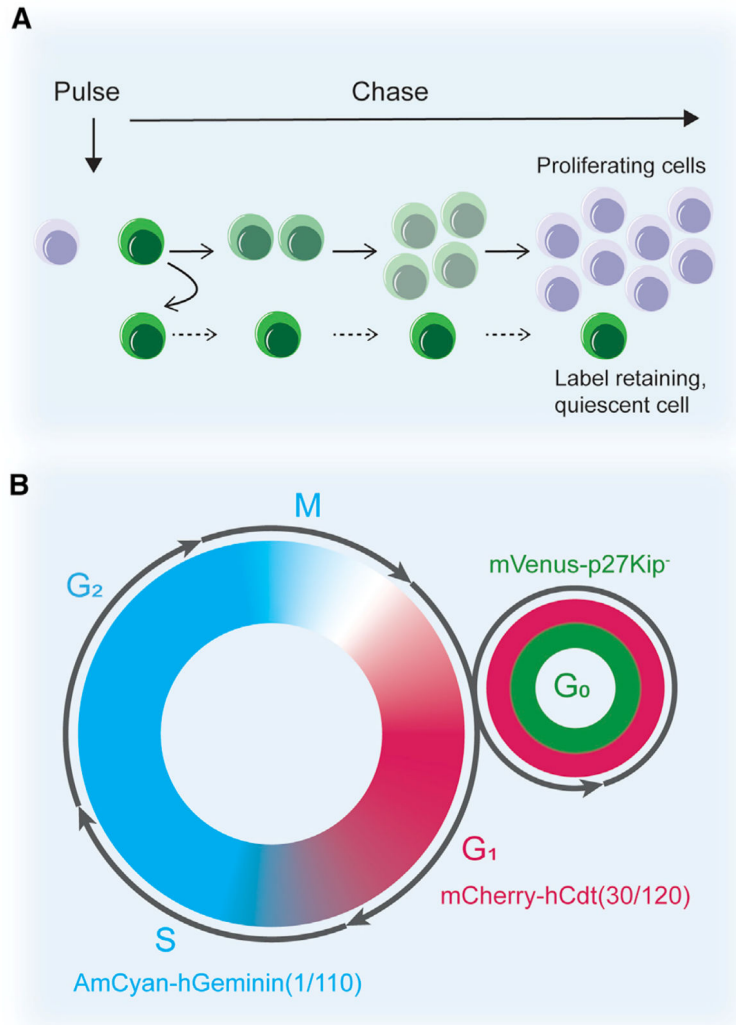 A
Pulse
Chase
Proliferating cells
Label retaining,
quiescent cell
B
M
G₂
mVenus-p27Kip⁻
G₀
G₁
mCherry-hCdt(30/120)
S
AmCyan-hGeminin(1/110)